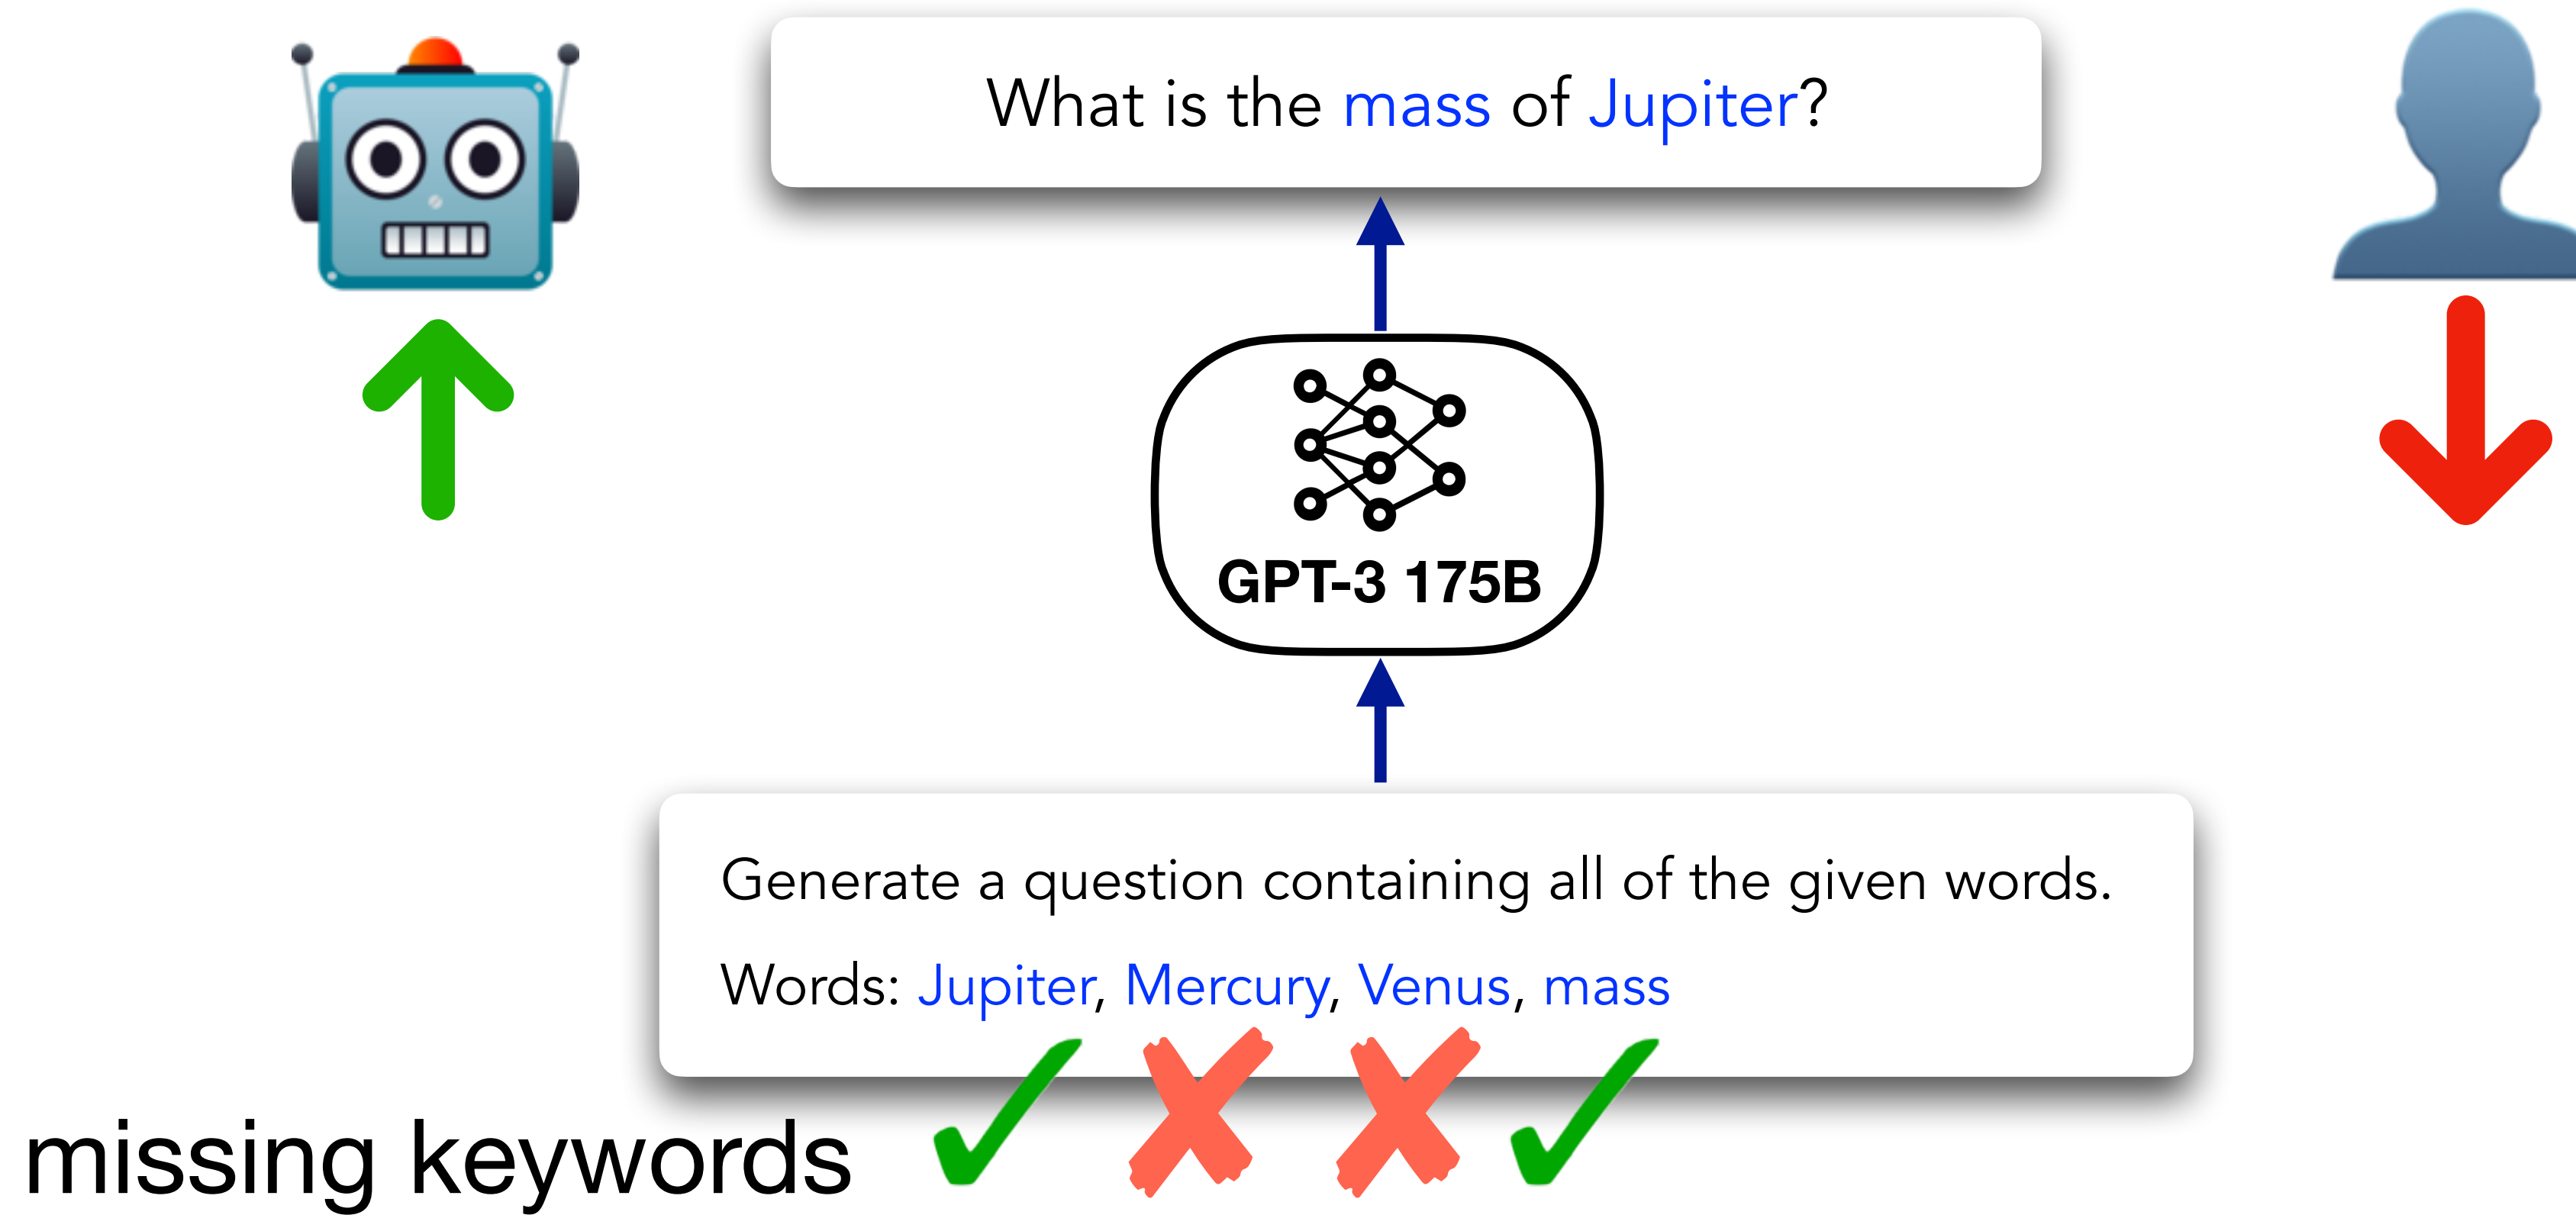 What is the mass of Jupiter?
GPT-3 175B
Generate a question containing all of the given words.
Words: Jupiter, Mercury, Venus, mass
missing keywords